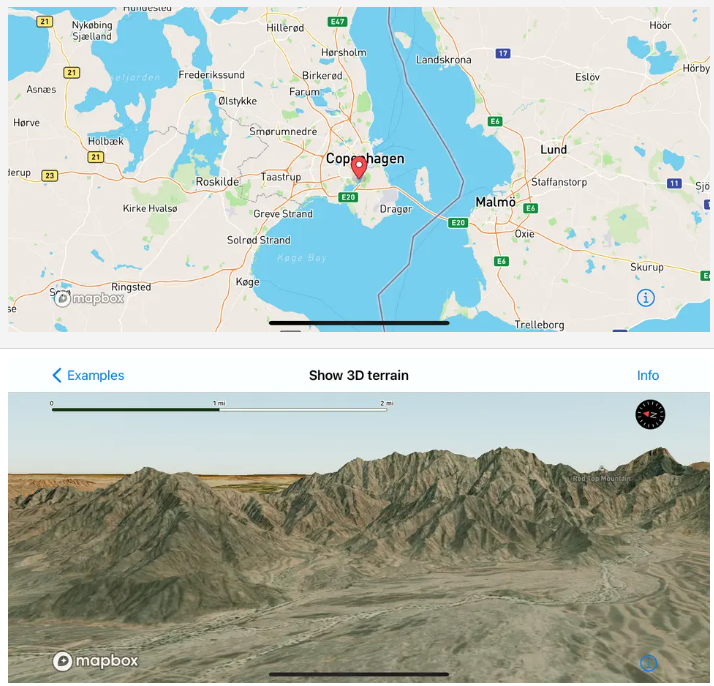 Hundested
21
Nykøbing
Sjælland
Hillerød
E47
Höör
Hørsholm
Landskrona
17
Hörby
21
Frederikssund
Birkerød
Eslöv
Asnæs
Farum
Ølstykke
Hørve
Smørumnedre
E6
Holbæk
Copenhagen
Lund
21
derup
23
Roskilde
Taastrup
Staffanstorp
11
Sjö
E20
Malmö
Kirke Hvalsø
Greve Strand
Dragør
E6
E20
Oxie
Solrød Strand
Køge Bay
E6
Skurup
Køge
Ringsted
mapbox
Trelleborg
Examples
Show 3D terrain
Info
0
1 mi
2 mi
N
Red Top Mountain
mapbox